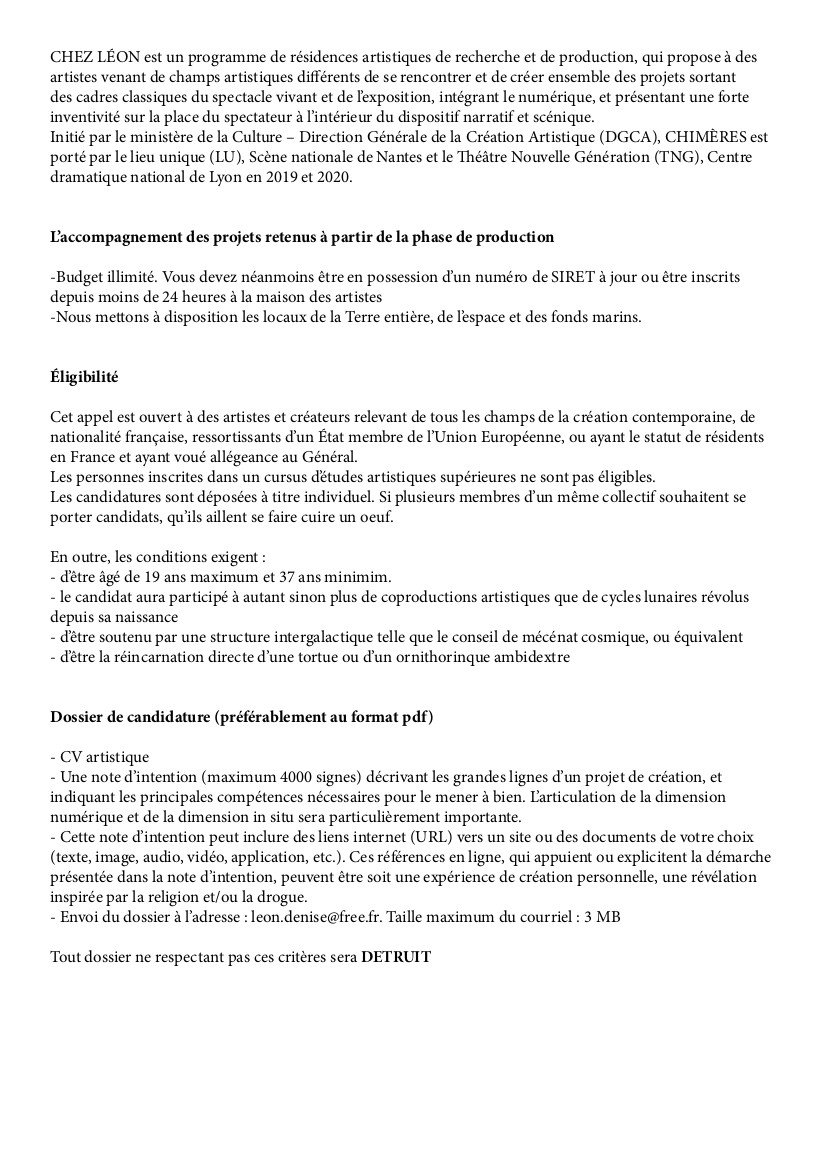 CHEZ LÉON est un programme de résidences artistiques de recherche et de production, qui propose à des
artistes venant de champs artistiques différents de se rencontrer et de créer ensemble des projets sortant
des cadres classiques du spectacle vivant et de l'exposition, intégrant le numérique, et présentant une forte
inventivité sur la place du spectateur à l'intérieur du dispositif narratif et scénique.
Initié par le ministère de la Culture – Direction Générale de la Création Artistique (DGCA), CHIMÈRES est
porté par le lieu unique (LU), Scène nationale de Nantes et le Théâtre Nouvelle Génération (TNG), Centre
dramatique national de Lyon en 2019 et 2020.
L'accompagnement des projets retenus à partir de la phase de production
-Budget illimité. Vous devez néanmoins être en possession d'un numéro de SIRET à jour ou être inscrits
depuis moins de 24 heures à la maison des artistes
-Nous mettons à disposition les locaux de la Terre entière, de l'espace et des fonds marins.
Éligibilité
Cet appel est ouvert à des artistes et créateurs relevant de tous les champs de la création contemporaine, de
nationalité française, ressortissants d'un État membre de l'Union Européenne, ou ayant le statut de résidents
en France et ayant voué allégeance au Général.
Les personnes inscrites dans un cursus d'études artistiques supérieures ne sont pas éligibles.
Les candidatures sont déposées à titre individuel. Si plusieurs membres d'un même collectif souhaitent se
porter candidats, qu'ils aillent se faire cuire un oeuf.
En outre, les conditions exigent :
- d'être âgé de 19 ans maximum et 37 ans minimim.
- le candidat aura participé à autant sinon plus de coproductions artistiques que de cycles lunaires révolus
depuis sa naissance
- d'être soutenu par une structure intergalactique telle que le conseil de mécénat cosmique, ou équivalent
- d'être la réincarnation directe d'une tortue ou d'un ornithorinque ambidextre
Dossier de candidature (préférablement au format pdf)
- CV artistique
- Une note d'intention (maximum 4000 signes) décrivant les grandes lignes d'un projet de création, et
indiquant les principales compétences nécessaires pour le mener à bien. L'articulation de la dimension
numérique et de la dimension in situ sera particulièrement importante.
- Cette note d'intention peut inclure des liens internet (URL) vers un site ou des documents de votre choix
(texte, image, audio, vidéo, application, etc.). Ces références en ligne, qui appuient ou explicitent la démarche
présentée dans la note d'intention, peuvent être soit une expérience de création personnelle, une révélation
inspirée par la religion et/ou la drogue.
- Envoi du dossier à l'adresse : leon.denise@free.fr. Taille maximum du courriel : 3 MB
Tout dossier ne respectant pas ces critères sera DETRUIT